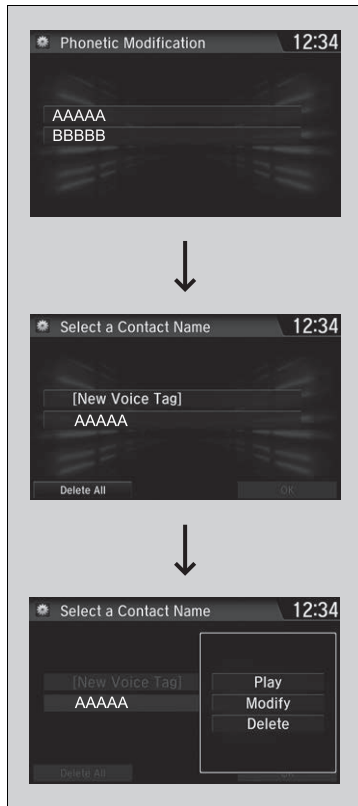 Phonetic Modification 12:34
AAAAA
BBBBB
Select a Contact Name 12:34
[New Voice Tag]
AAAAA
Delete All OK
Select a Contact Name 12:34
[New Voice Tag] Play
AAAAA Modify
Delete
Delete All OK